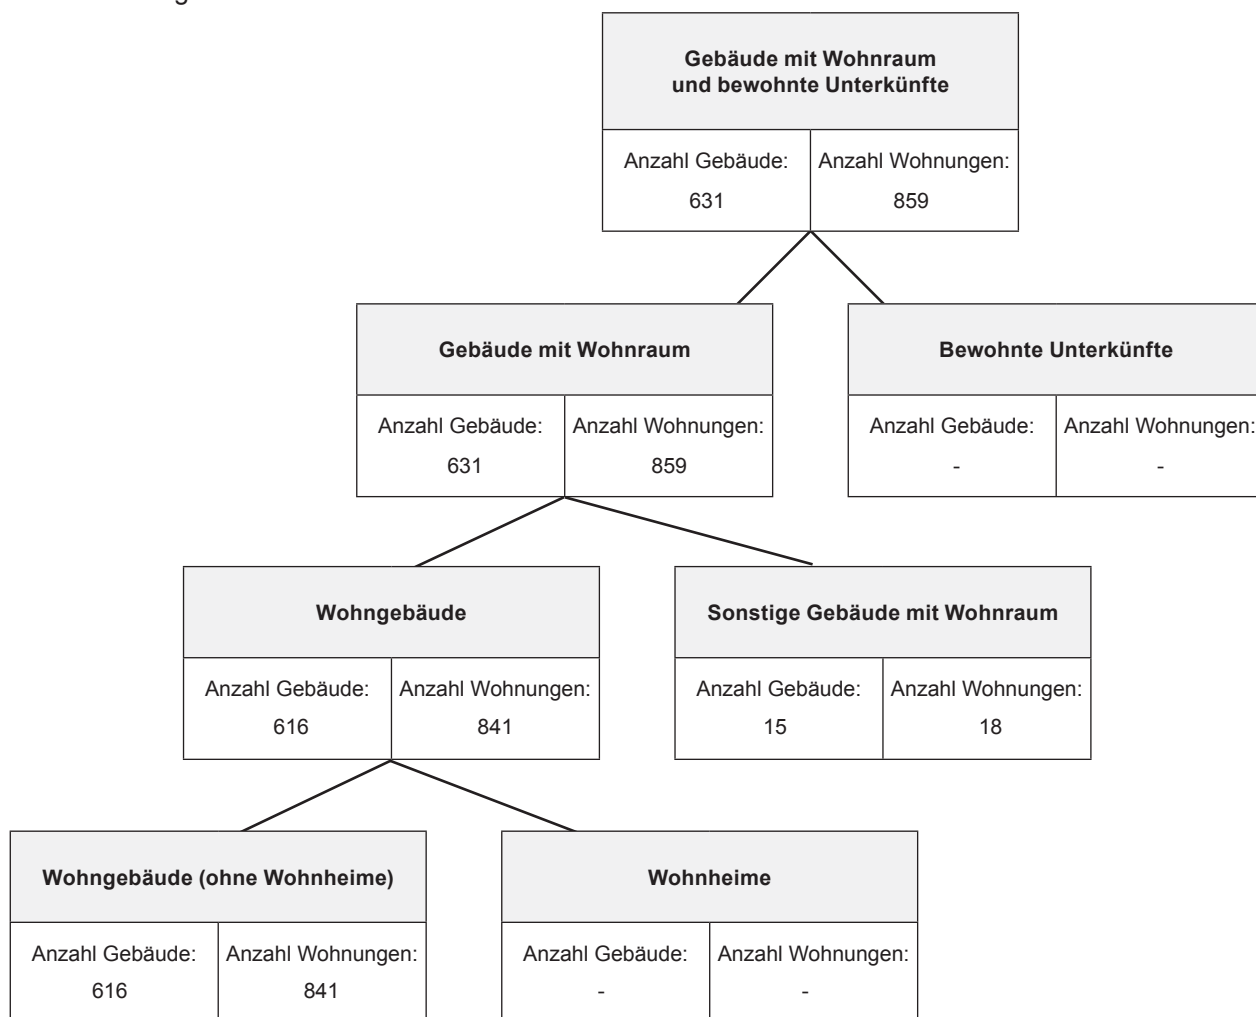 Gebäude mit Wohnraum
und bewohnte Unterkünfte
Anzahl Gebäude: Anzahl Wohnungen:
631 859
Gebäude mit Wohnraum
Bewohnte Unterkünfte
Anzahl Gebäude: Anzahl Wohnungen:
631 859
Anzahl Gebäude: Anzahl Wohnungen:
- -
Wohngebäude
Sonstige Gebäude mit Wohnraum
Anzahl Gebäude: Anzahl Wohnungen:
616 841
Anzahl Gebäude: Anzahl Wohnungen:
15 18
Wohngebäude (ohne Wohnheime)
Wohnheime
Anzahl Gebäude: Anzahl Wohnungen:
616 841
Anzahl Gebäude: Anzahl Wohnungen:
- -